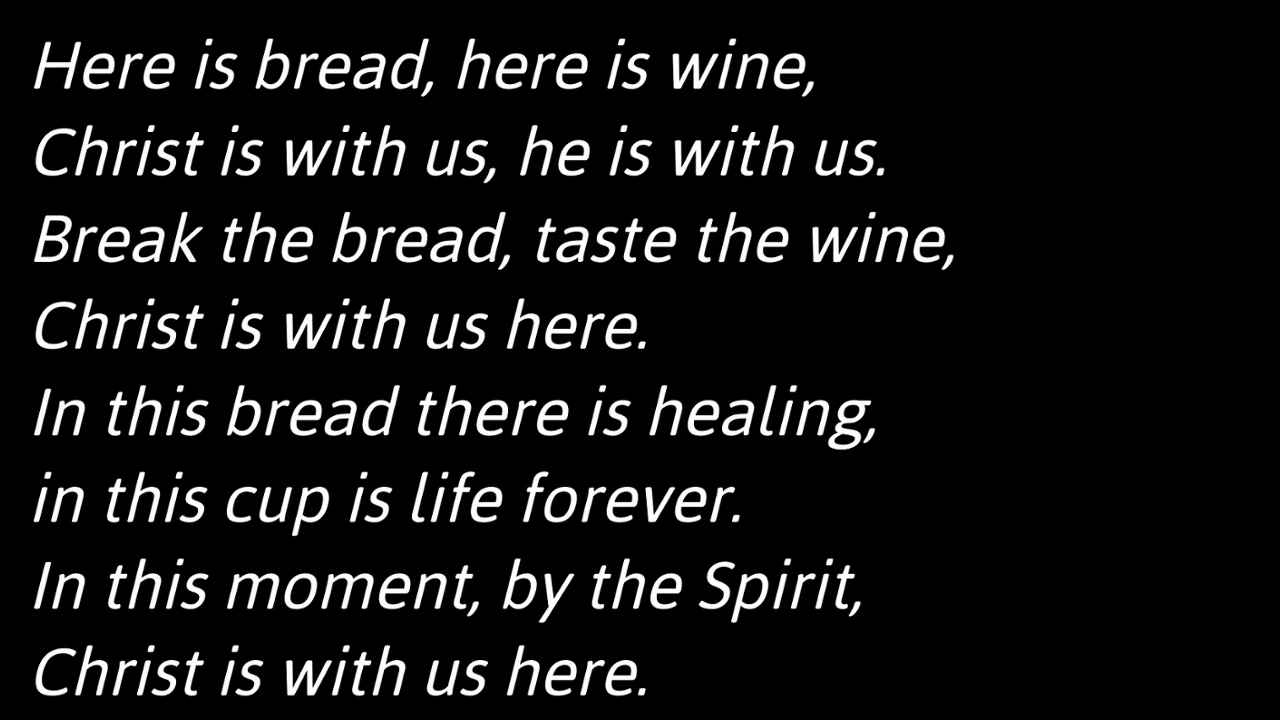 Here is bread, here is wine,
Christ is with us, he is with us.
Break the bread, taste the wine,
Christ is with us here.
In this bread there is healing,
in this cup is life forever.
In this moment, by the Spirit,
Christ is with us here.